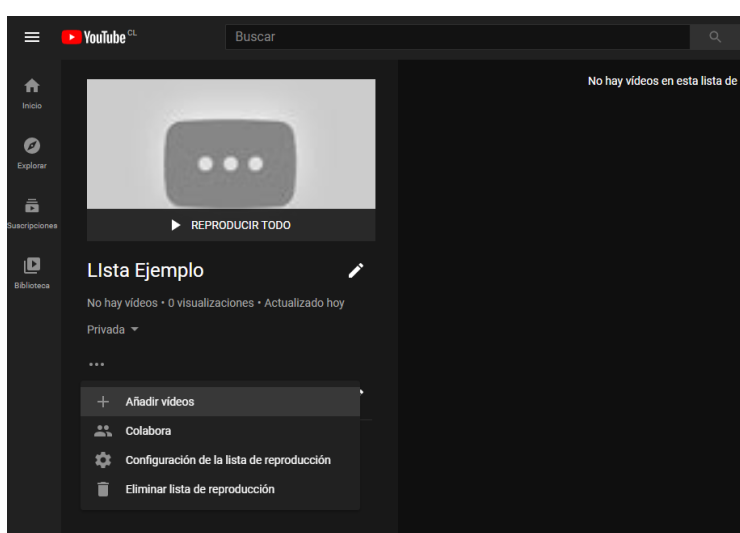 YouTube CL
Buscar
Inicio
Explorar
Suscripciones
Biblioteca
REPRODUCIR TODO
LIsta Ejemplo
No hay vídeos • 0 visualizaciones • Actualizado hoy
Privada
Añadir vídeos
Colabora
Configuración de la lista de reproducción
Eliminar lista de reproducción
No hay vídeos en esta lista de